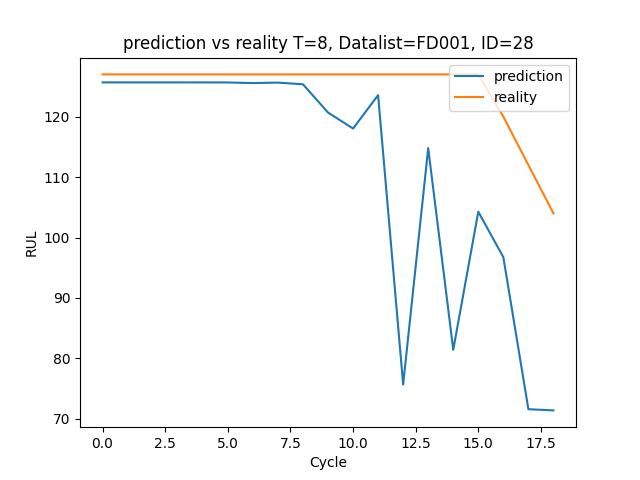 prediction vs reality T=8, Datalist=FD001, ID=28
prediction
reality
120
110
100
90
80
70
RUL
0.0 2.5 5.0 7.5 10.0 12.5 15.0 17.5
Cycle